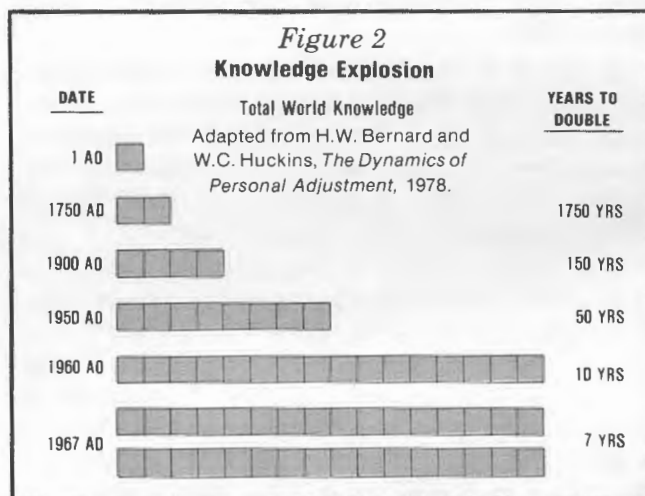 Figure 2
Knowledge Explosion
DATE
Total World Knowledge
YEARS TO
DOUBLE
Adapted from H.W. Bernard and
W.C. Huckins, The Dynamics of
Personal Adjustment, 1978.
1 AD
1750 AD
1750 YRS
1900 AD
150 YRS
1950 AD
50 YRS
1960 AD
10 YRS
1967 AD
7 YRS